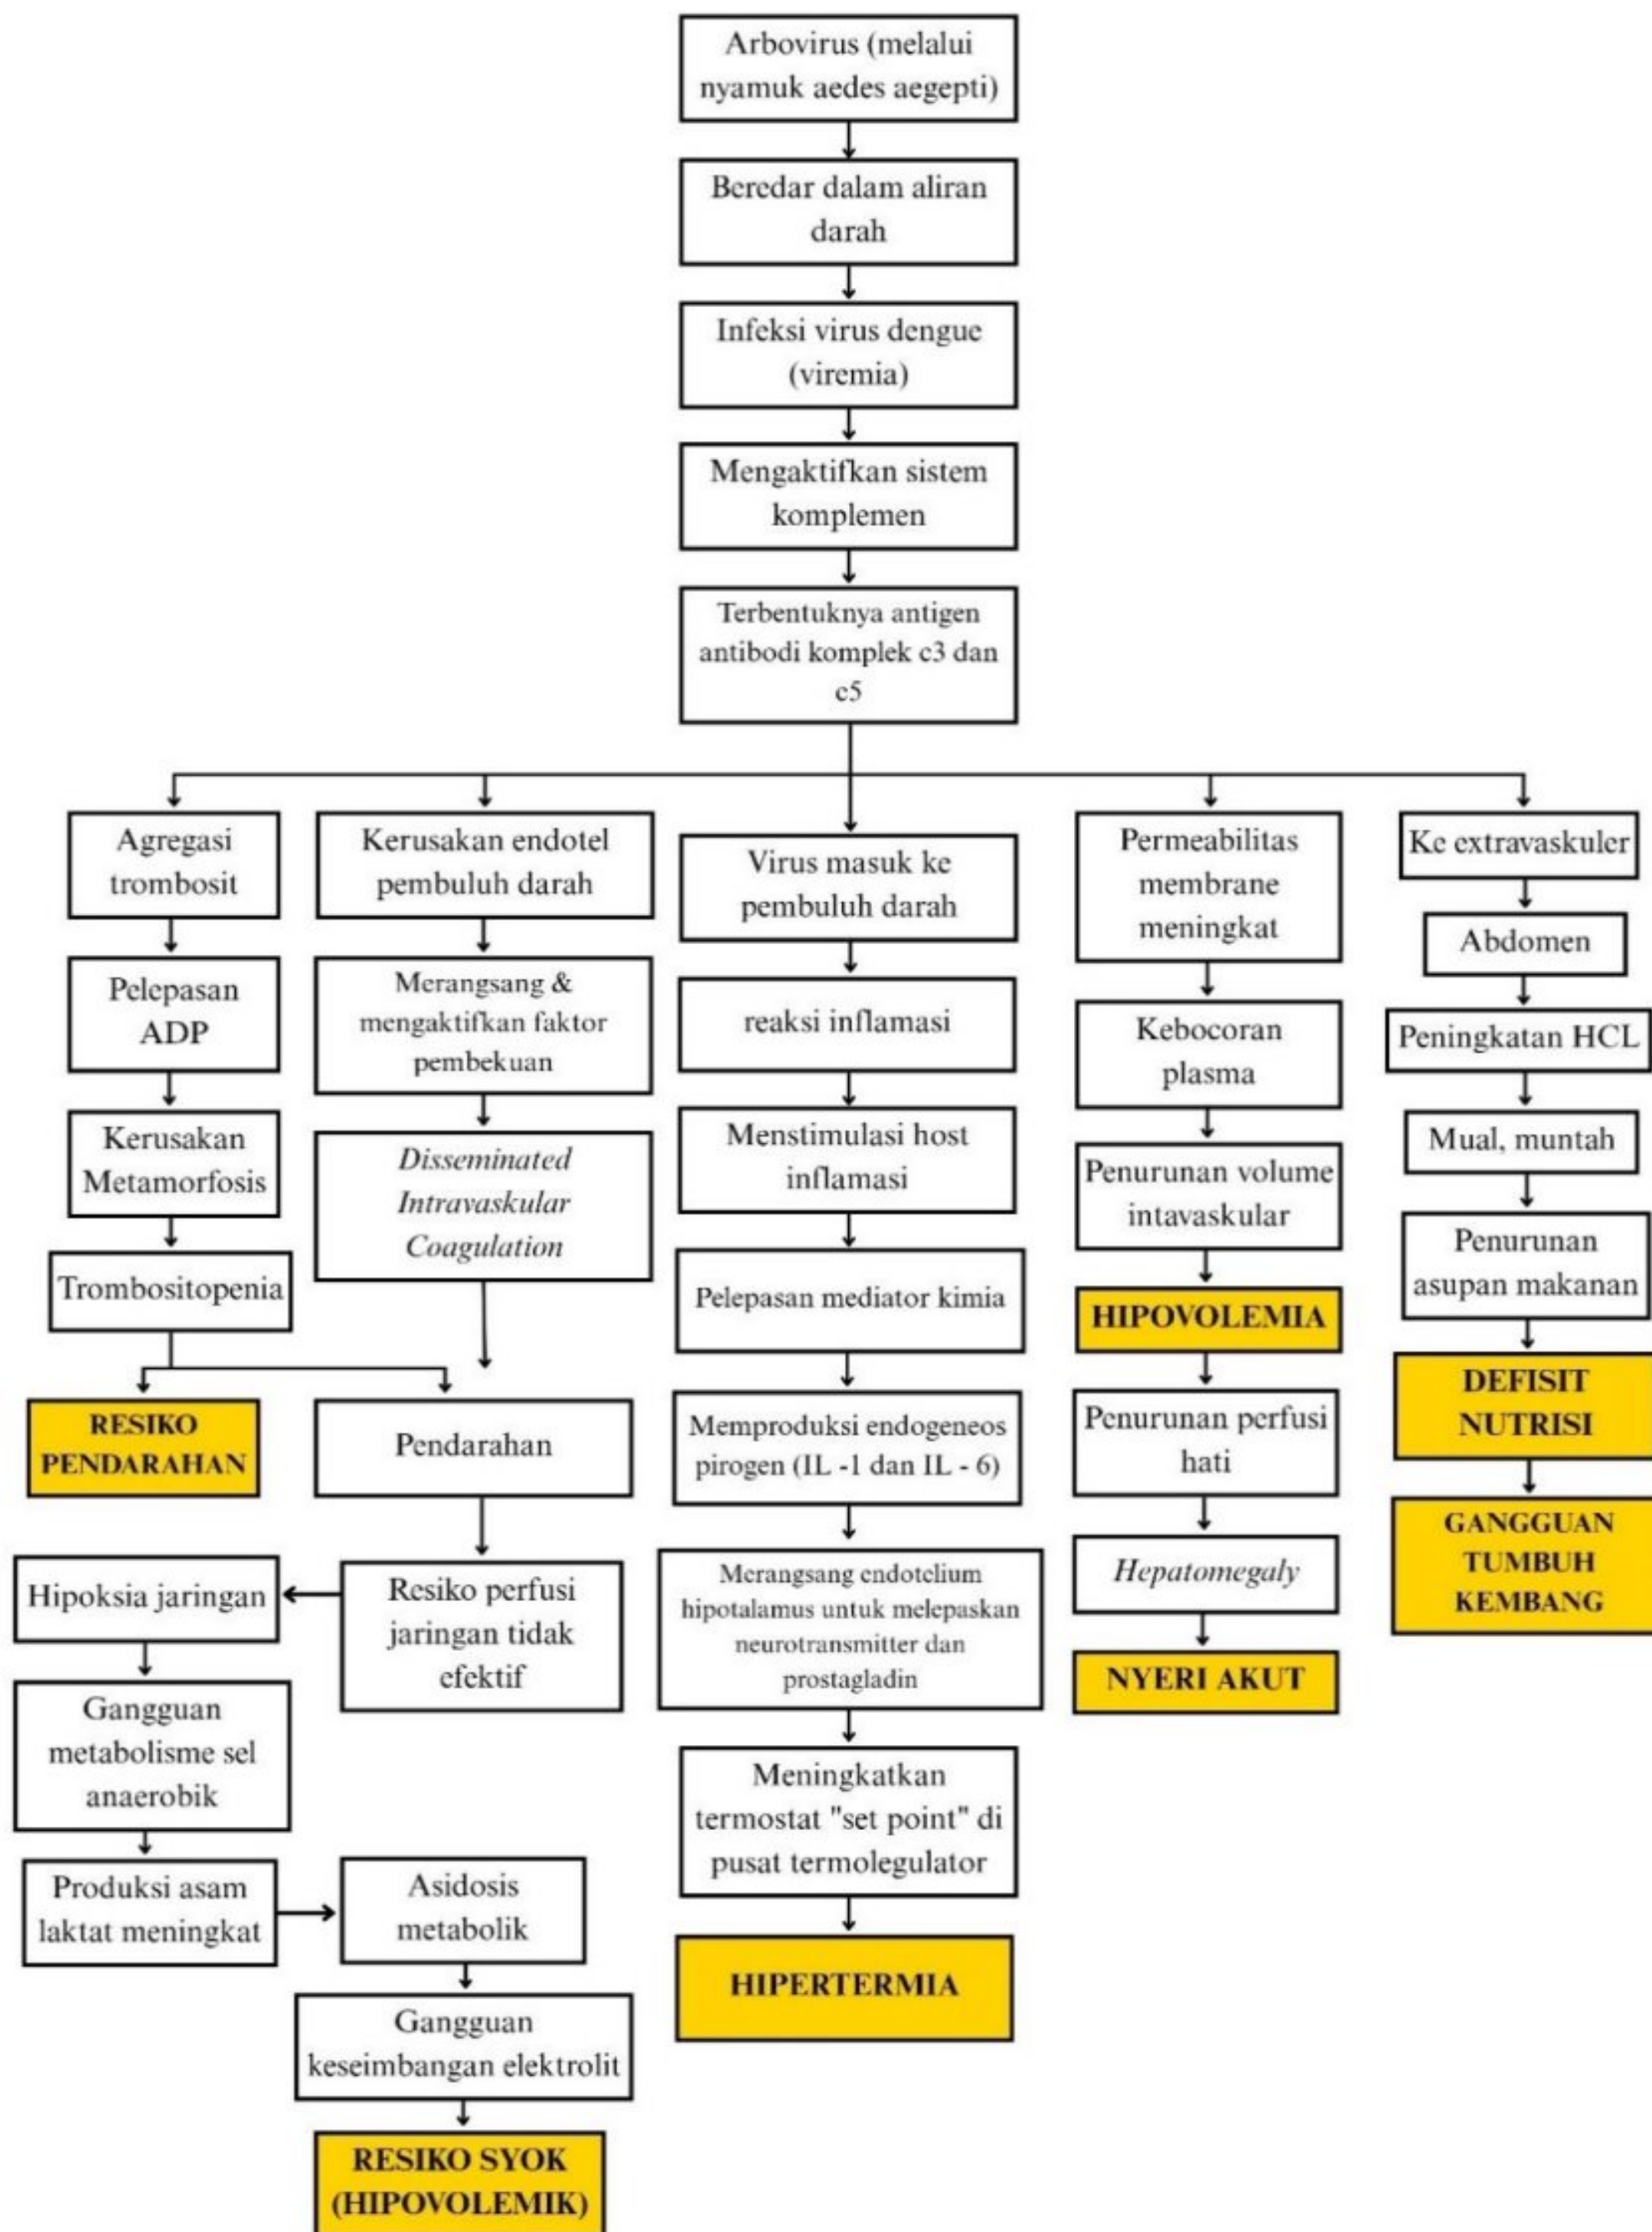 Arbovirus (melalui
nyamuk aedes aegepti)
Beredar dalam aliran
darah
Infeksi virus dengue
(viremia)
Mengaktifkan sistem
komplemen
Terbentuknya antigen
antibodi komplek c3 dan
c5
Agregasi
trombosit
Pelepasan
ADP
Kerusakan
Metamorfosis
Trombositopenia
RESIKO
PENDARAHAN
Kerusakan endotel
pembuluh darah
Merangsang &
mengaktifkan faktor
pembekuan
Disseminated
Intravaskular
Coagulation
Pendarahan
Resiko perfusi
jaringan tidak
efektif
Hipoksia jaringan
Gangguan
metabolisme sel
anaerobik
Produksi asam
laktat meningkat
Asidosis
metabolik
Gangguan
keseimbangan elektrolit
RESIKO SYOK
(HIPOVOLEMIK)
Virus masuk ke
pembuluh darah
reaksi inflamasi
Menstimulasi host
inflamasi
Pelepasan mediator kimia
Memproduksi endogeneos
pirogen (IL -1 dan IL - 6)
Merangsang endotelium
hipotalamus untuk melepaskan
neurotransmitter dan
prostagladin
Meningkatkan
termostat "set point" di
pusat termolegulator
HIPERTERMIA
Permeabilitas
membrane
meningkat
Kebocoran
plasma
Penurunan volume
intavaskular
HIPOVOLEMIA
Penurunan perfusi
hati
Hepatomegaly
NYERI AKUT
Ke extravaskuler
Abdomen
Peningkatan HCL
Mual, muntah
Penurunan
asupan makanan
DEFISIT
NUTRISI
GANGGUAN
TUMBUH
KEMBANG